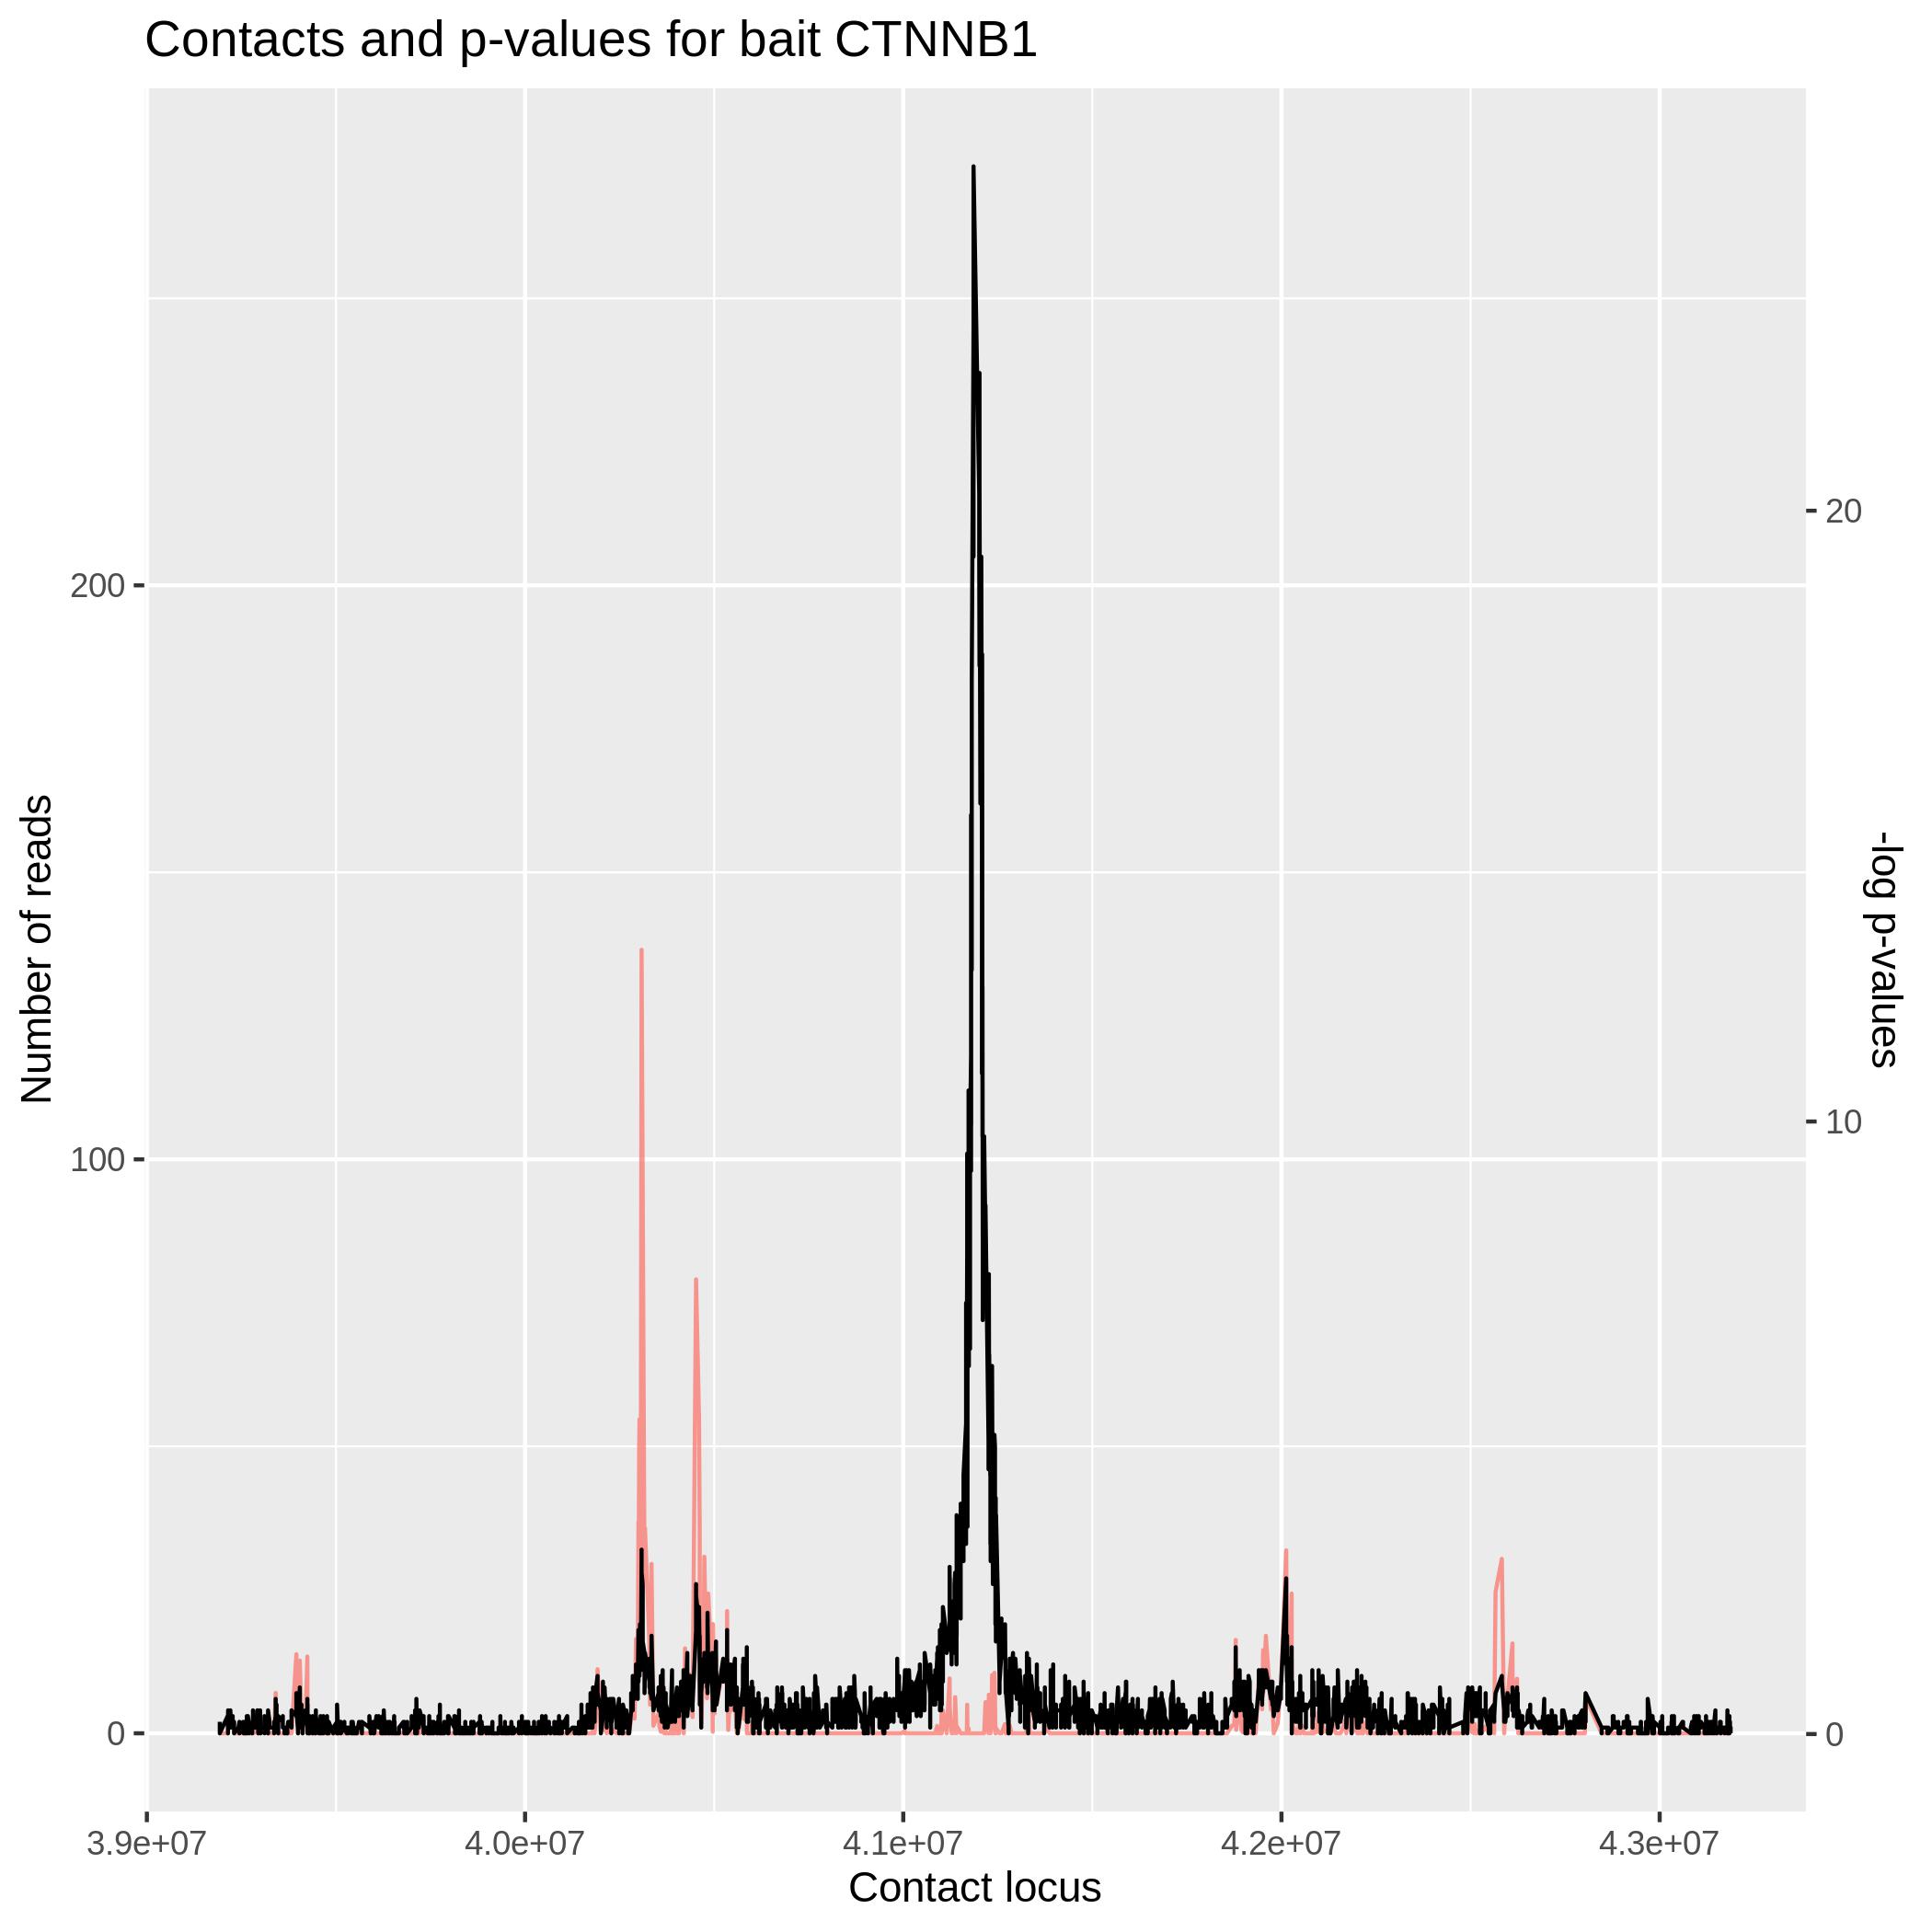 Contacts and p-values for bait CTNNB1
Number of reads
200
100
0
20
10
0
-log p-values
3.9e+07
4.0e+07
4.1e+07
4.2e+07
4.3e+07
Contact locus